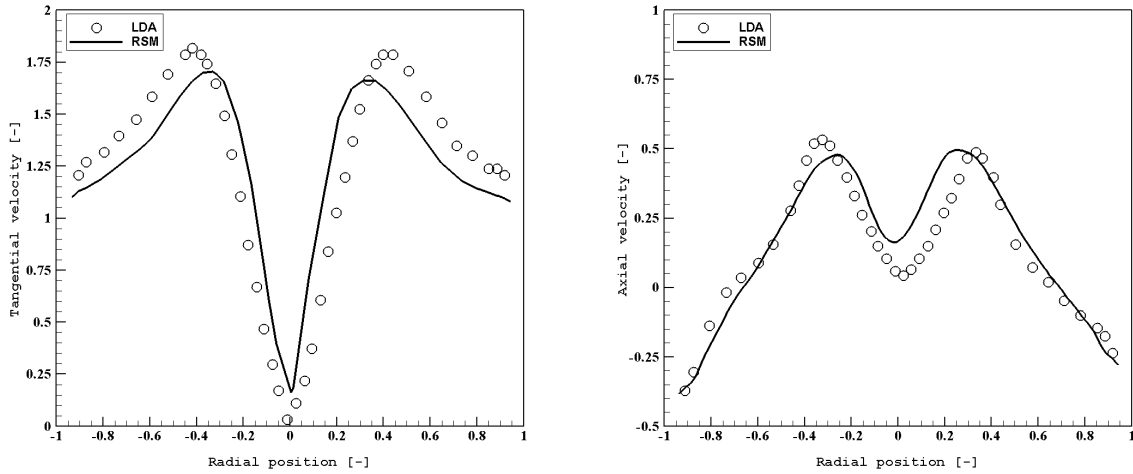 LDA
RSM
2
1.75
1.5
1.25
1
0.75
0.5
0.25
0
-1 -0.8 -0.6 -0.4 -0.2 0 0.2 0.4 0.6 0.8 1
Tangential velocity [-]
Radial position [-]
LDA
RSM
1
0.75
0.5
0.25
0
-0.25
-0.5
-1 -0.8 -0.6 -0.4 -0.2 0 0.2 0.4 0.6 0.8 1
Axial velocity [-]
Radial position [-]